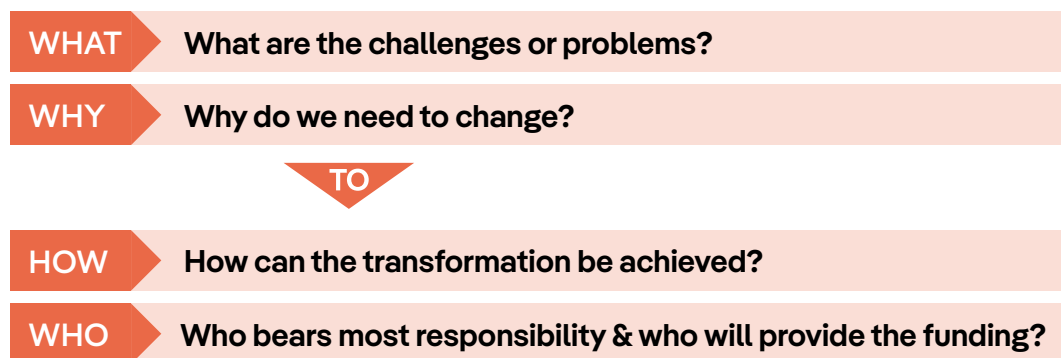 WHAT What are the challenges or problems?
WHY Why do we need to change?
TO
HOW How can the transformation be achieved?
WHO Who bears most responsibility & who will provide the funding?